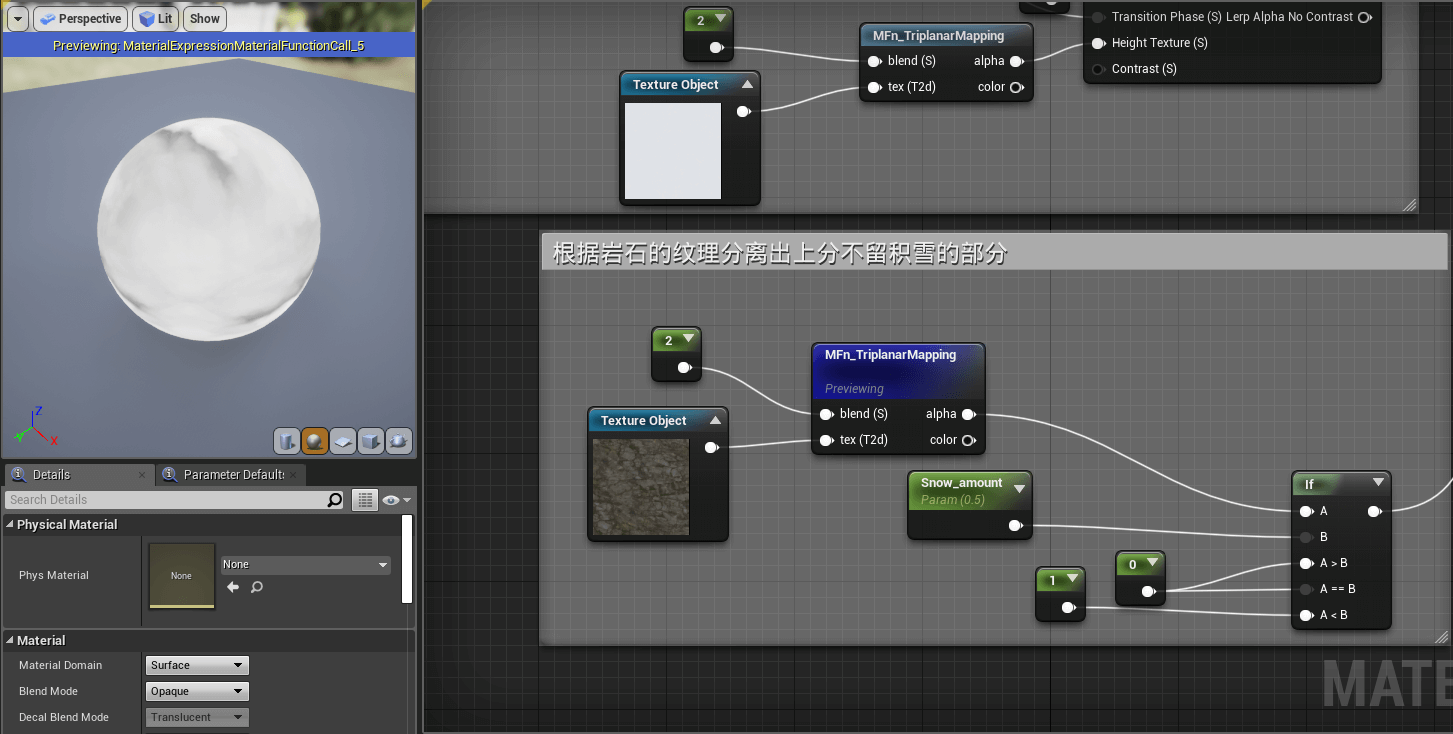 Perspective
Lit
Show
Previewing: MaterialExpressionMaterialFunctionCall_5
Z
X
Y
Details
Parameter Defaults
Search Details
Physical Material
Phys Material
None
None
Material
Material Domain
Surface
Blend Mode
Opaque
Decal Blend Mode
Translucent
2
Texture Object
MFn_TriplanarMapping
blend (S)
alpha
tex (T2d)
color
Transition Phase (S) Lerp Alpha No Contrast
Height Texture (S)
Contrast (S)
根据岩石的纹理分离出上分不留积雪的部分
2
Texture Object
MFn_TriplanarMapping
Previewing
blend (S)
alpha
tex (T2d)
color
Snow_amount
Param (0.5)
1
0
If
A
B
A > B
A == B
A < B
MATE